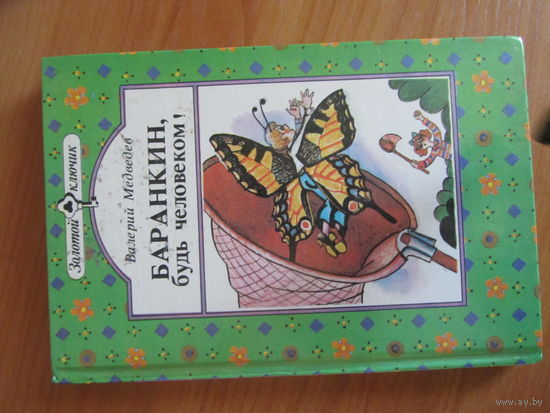 Золотой ключик
Валерий Медведев
БАРАНКИН,
будь человеком!
www.ay.by